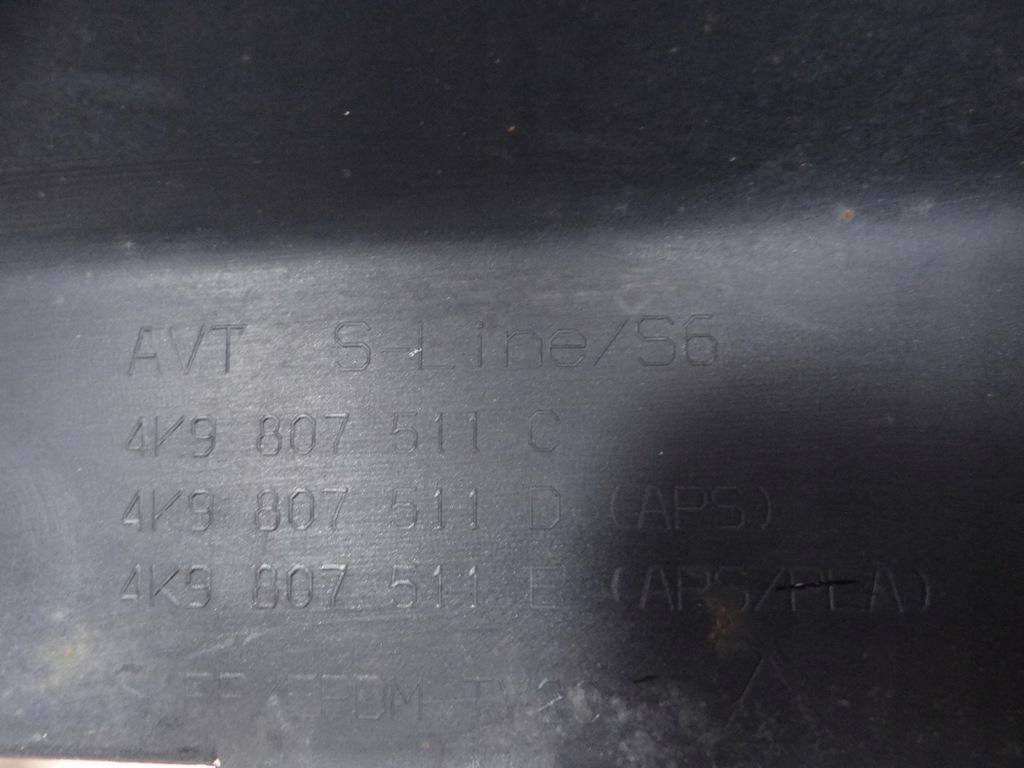 AVT S-Line/S6
4K9 807 511 C
4K9 807 511 D (APS)
4K9 807 511 E (APS/PLA)